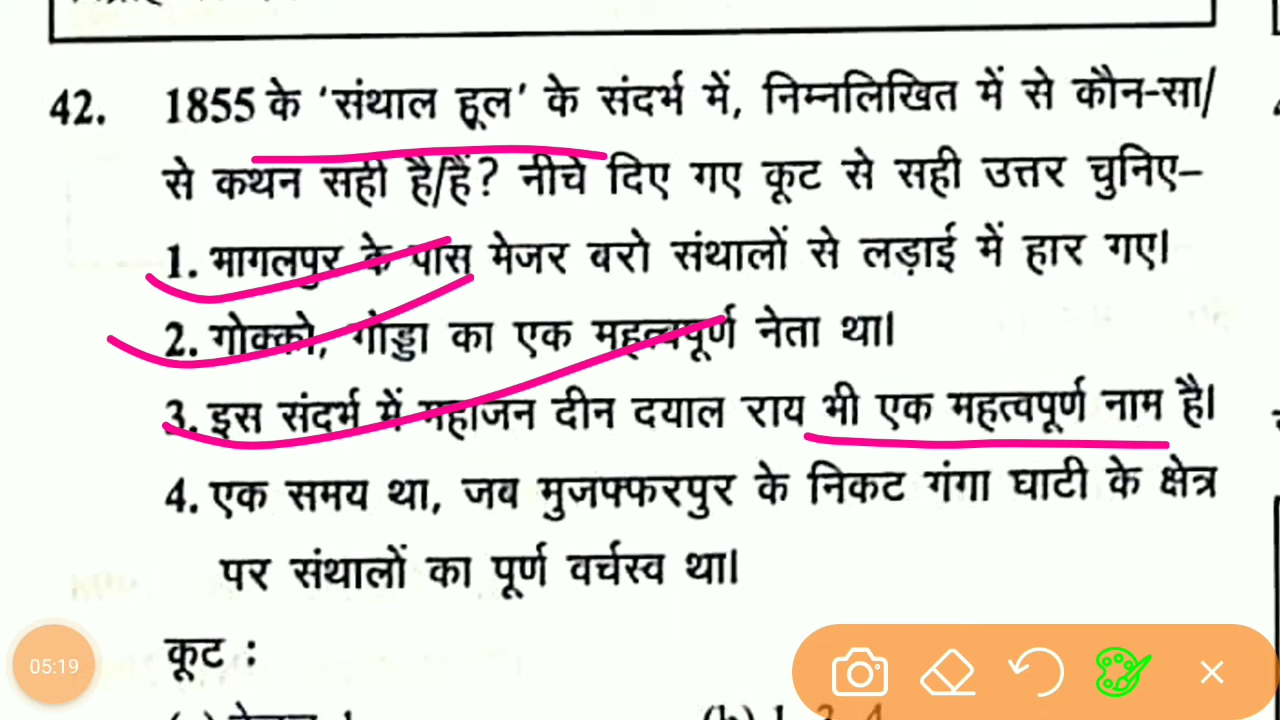 42. 1855 के 'संथाल हूल' के संदर्भ में, निम्नलिखित में से कौन-सा/
से कथन सही है/हैं? नीचे दिए गए कूट से सही उत्तर चुनिए–
1. भागलपुर के पास मेजर बरो संथालों से लड़ाई में हार गए।
2. गोक्को, गोड्डा का एक महत्वपूर्ण नेता था।
3. इस संदर्भ में महाजन दीन दयाल राय भी एक महत्वपूर्ण नाम है।
4. एक समय था, जब मुजफ्फरपुर के निकट गंगा घाटी के क्षेत्र
पर संथालों का पूर्ण वर्चस्व था।
कूट :
05:19